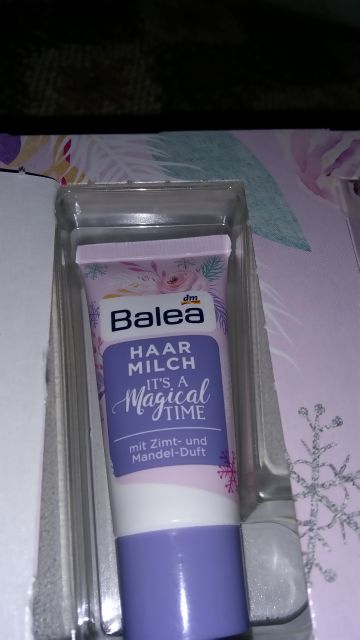 dm
Balea
HAAR
MILCH
IT'S A
Magical
TIME
mit Zimt- und
Mandel-Duft